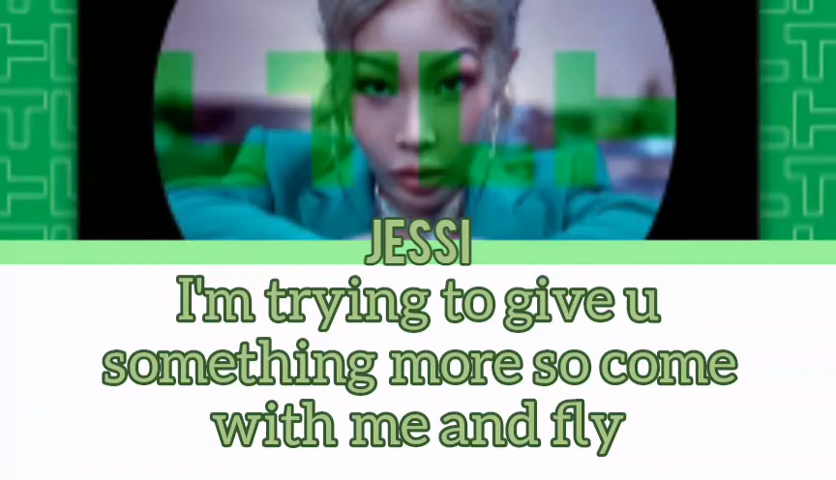 JESSI
I'm trying to give u
something more so come
with me and fly